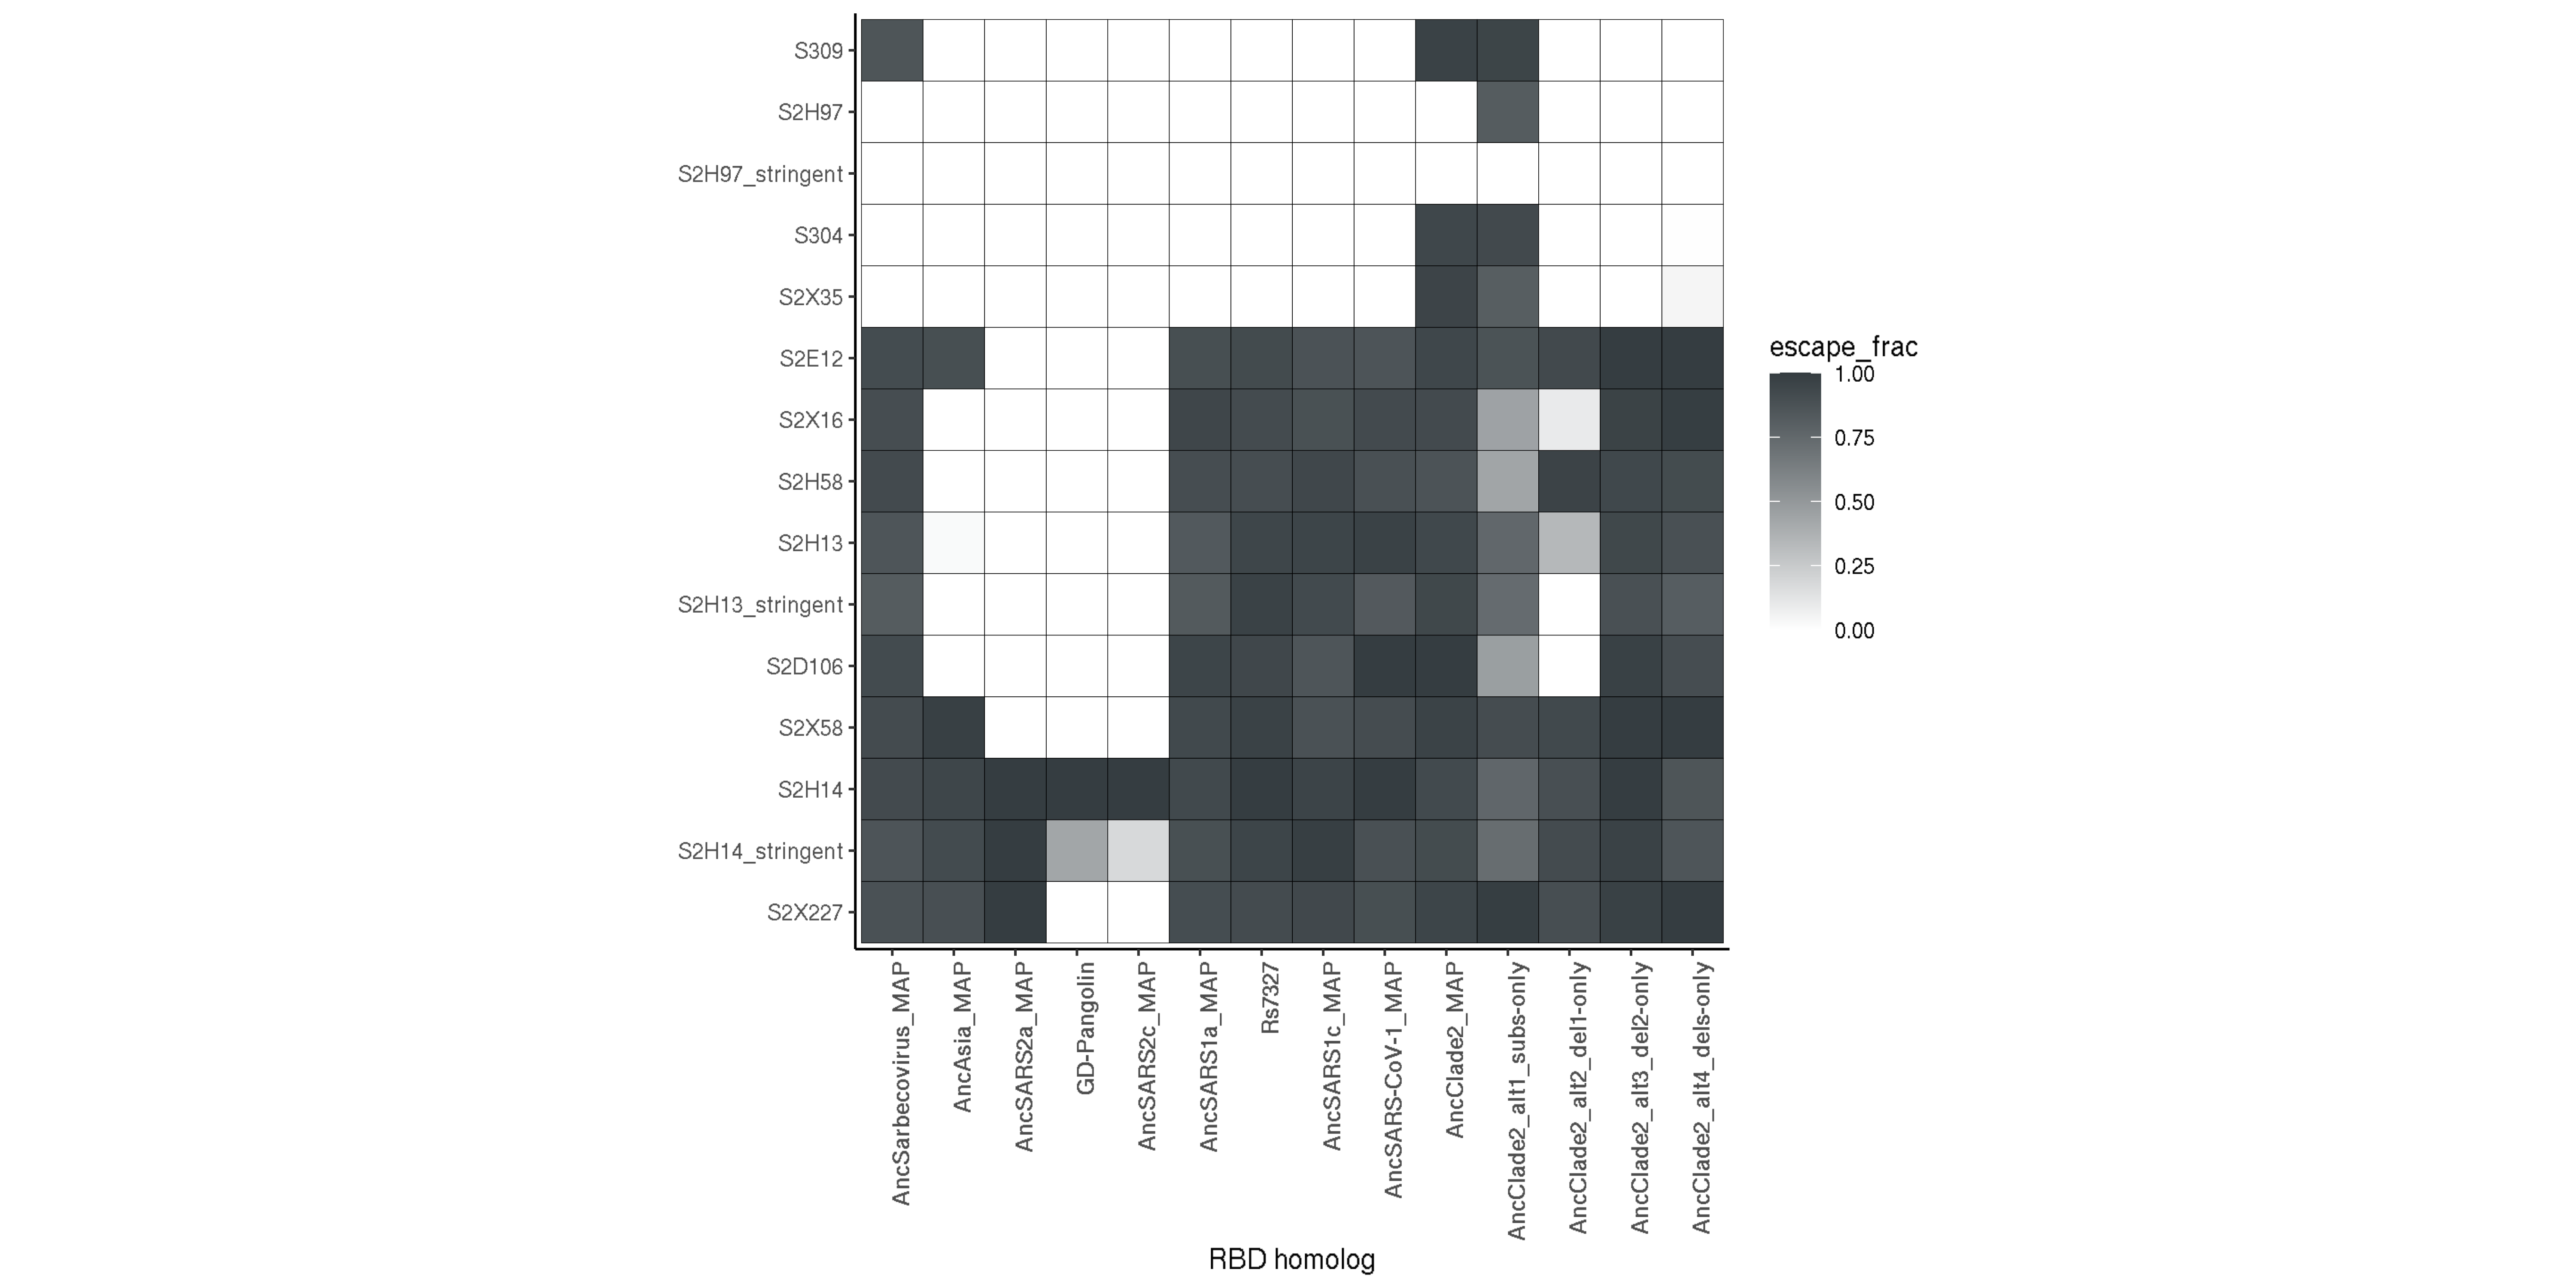 S309
S2H97
S2H97_stringent
S304
S2X35
S2E12
S2X16
S2H58
S2H13
S2H13_stringent
S2D106
S2X58
S2H14
S2H14_stringent
S2X227
AncSarbecovirus_MAP
AncAsia_MAP
AncSARS2a_MAP
GD-Pangolin
AncSARS2c_MAP
AncSARS1a_MAP
Rs7327
AncSARS1c_MAP
AncSARS-CoV-1_MAP
AncClade2_MAP
AncClade2_alt1_subs-only
AncClade2_alt2_del1-only
AncClade2_alt3_del2-only
AncClade2_alt4_dels-only
RBD homolog
escape_frac
1.00
0.75
0.50
0.25
0.00